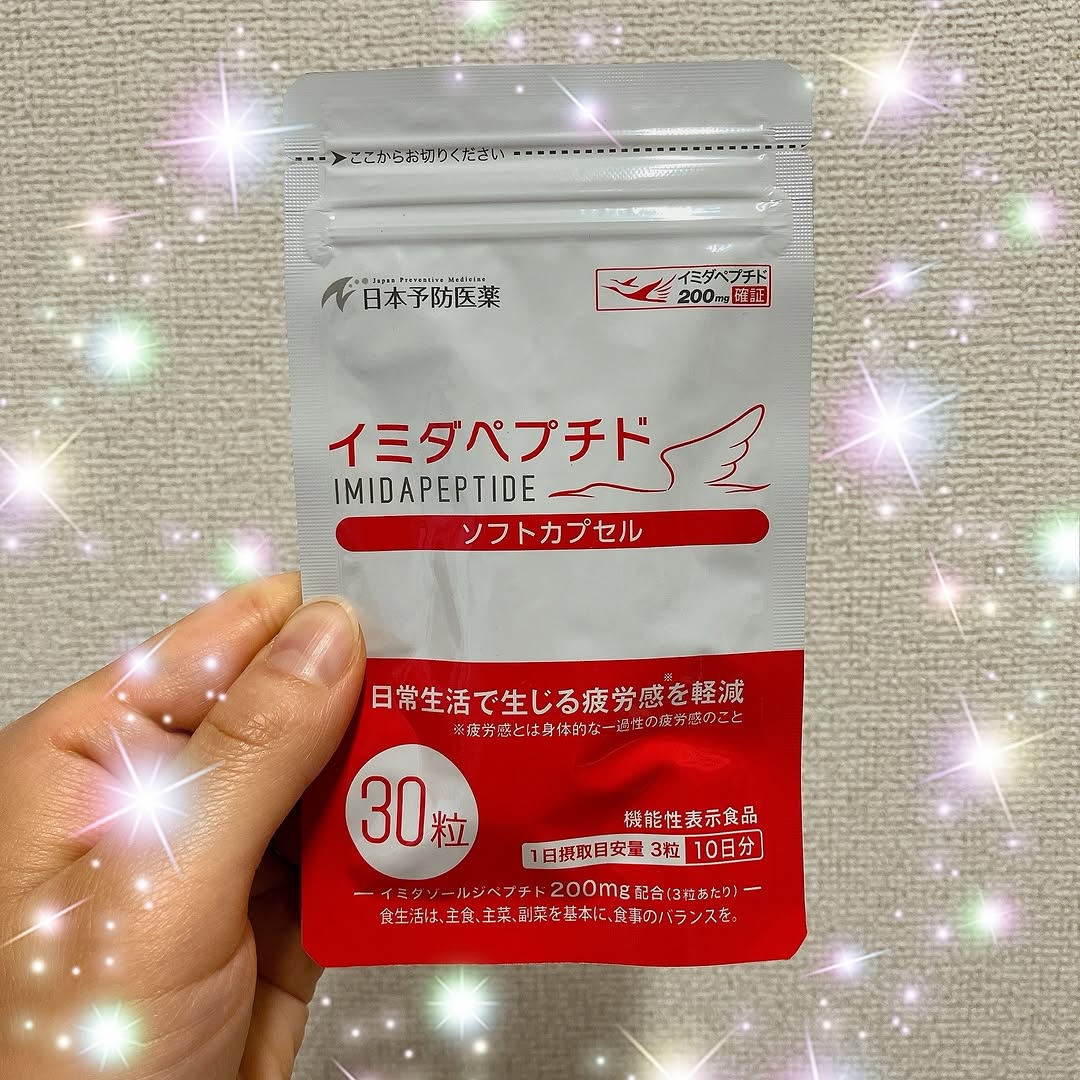 ここからお切りください
Japan Preventive Medicine
日本予防医薬
イミダペプチド
200mg 確証
イミダペプチド
IMIDAPEPTIDE
ソフトカプセル
日常生活で生じる疲労感※を軽減
※疲労感とは身体的な一過性の疲労感のこと
30粒
機能性表示食品
1日摂取目安量 3粒 10日分
イミダゾールジペプチド 200mg 配合(3粒あたり)
食生活は、主食、主菜、副菜を基本に、食事のバランスを。